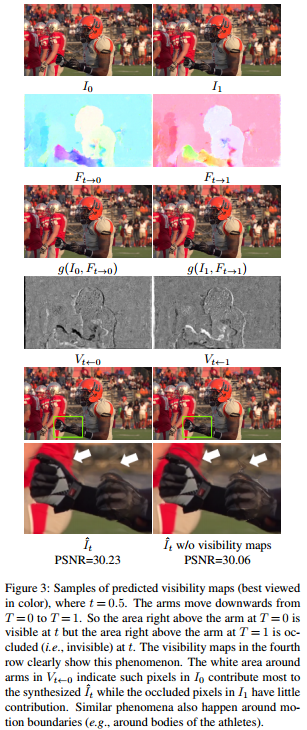 I₀ I₁
Fₜ→₀ Fₜ→₁
g(I₀, Fₜ→₀) g(I₁, Fₜ→₁)
Vₜ←₀ Vₜ←₁
Îₜ Îₜ w/o visibility maps
PSNR=30.23 PSNR=30.06
Figure 3: Samples of predicted visibility maps (best viewed
in color), where t = 0.5. The arms move downwards from
T = 0 to T = 1. So the area right above the arm at T = 0 is
visible at t but the area right above the arm at T = 1 is oc-
cluded (i.e., invisible) at t. The visibility maps in the fourth
row clearly show this phenomenon. The white area around
arms in Vₜ←₀ indicate such pixels in I₀ contribute most to
the synthesized Îₜ while the occluded pixels in I₁ have little
contribution. Similar phenomena also happen around mo-
tion boundaries (e.g., around bodies of the athletes).